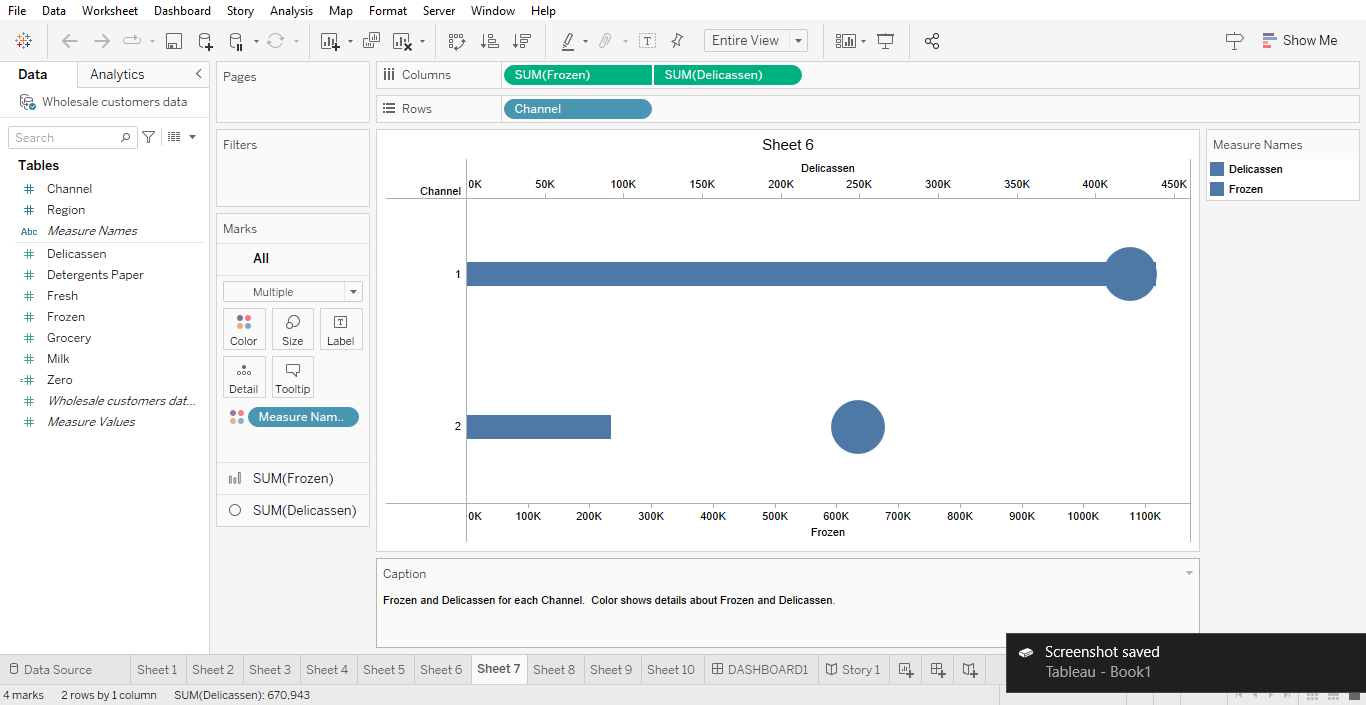 File Data Worksheet Dashboard Story Analysis Map Format Server Window Help
Entire View
Show Me
Data Analytics
Wholesale customers data
Search
Tables
Channel
Region
Abc Measure Names
Delicassen
Detergents Paper
Fresh
Frozen
Grocery
Milk
Zero
Wholesale customers dat...
Measure Values
Pages
Filters
Marks
All
Multiple
Color Size Label
Detail Tooltip
Measure Nam..
SUM(Frozen)
SUM(Delicassen)
Columns SUM(Frozen) SUM(Delicassen)
Rows Channel
Sheet 6
Delicassen
Channel 0K 50K 100K 150K 200K 250K 300K 350K 400K 450K
1
2
0K 100K 200K 300K 400K 500K 600K 700K 800K 900K 1000K 1100K
Frozen
Measure Names
Delicassen
Frozen
Caption
Frozen and Delicassen for each Channel. Color shows details about Frozen and Delicassen.
Screenshot saved
Tableau - Book1
Data Source Sheet 1 Sheet 2 Sheet 3 Sheet 4 Sheet 5 Sheet 6 Sheet 7 Sheet 8 Sheet 9 Sheet 10 DASHBOARD1 Story 1
4 marks 2 rows by 1 column SUM(Delicassen): 670,943